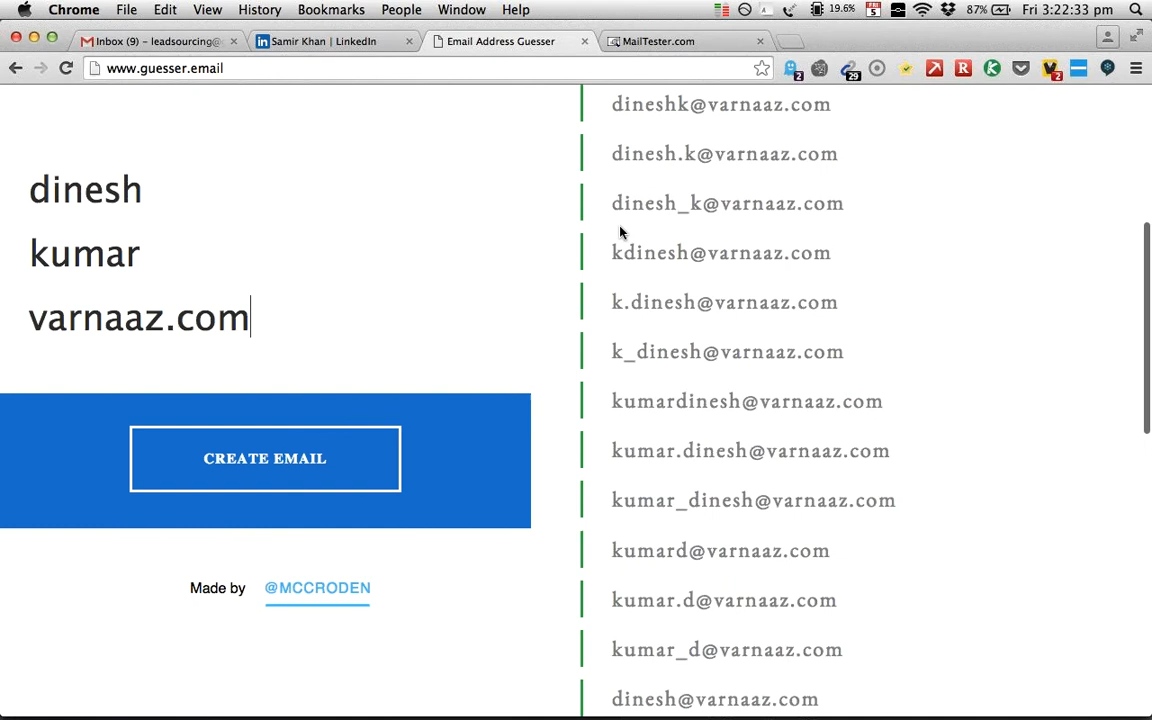 Chrome File Edit View History Bookmarks People Window Help 19.6% 87% Fri 3:22:33 pm
Inbox (9) - leadsourcing@ Samir Khan | LinkedIn Email Address Guesser MailTester.com
www.guesser.email
2 29 2
dinesh
kumar
varnaaz.com
CREATE EMAIL
Made by @MCCRODEN
dineshk@varnaaz.com
dinesh.k@varnaaz.com
dinesh_k@varnaaz.com
kdinesh@varnaaz.com
k.dinesh@varnaaz.com
k_dinesh@varnaaz.com
kumardinesh@varnaaz.com
kumar.dinesh@varnaaz.com
kumar_dinesh@varnaaz.com
kumard@varnaaz.com
kumar.d@varnaaz.com
kumar_d@varnaaz.com
dinesh@varnaaz.com